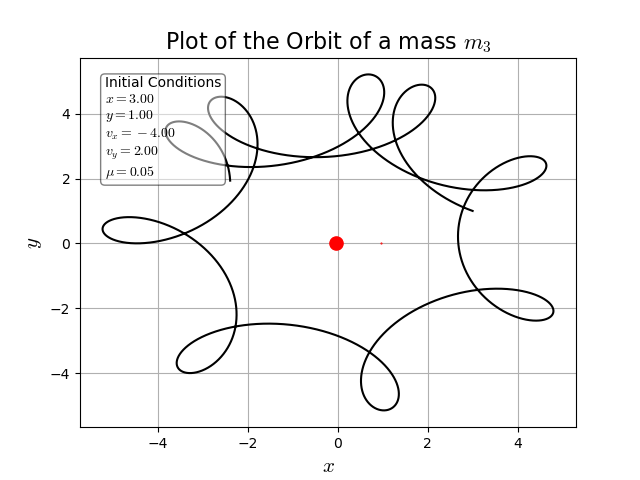 Plot of the Orbit of a mass m₃
Initial Conditions
x = 3.00
y = 1.00
vₓ = −4.00
v_y = 2.00
μ = 0.05
4
2
0
−2
−4
y
−4 −2 0 2 4
x